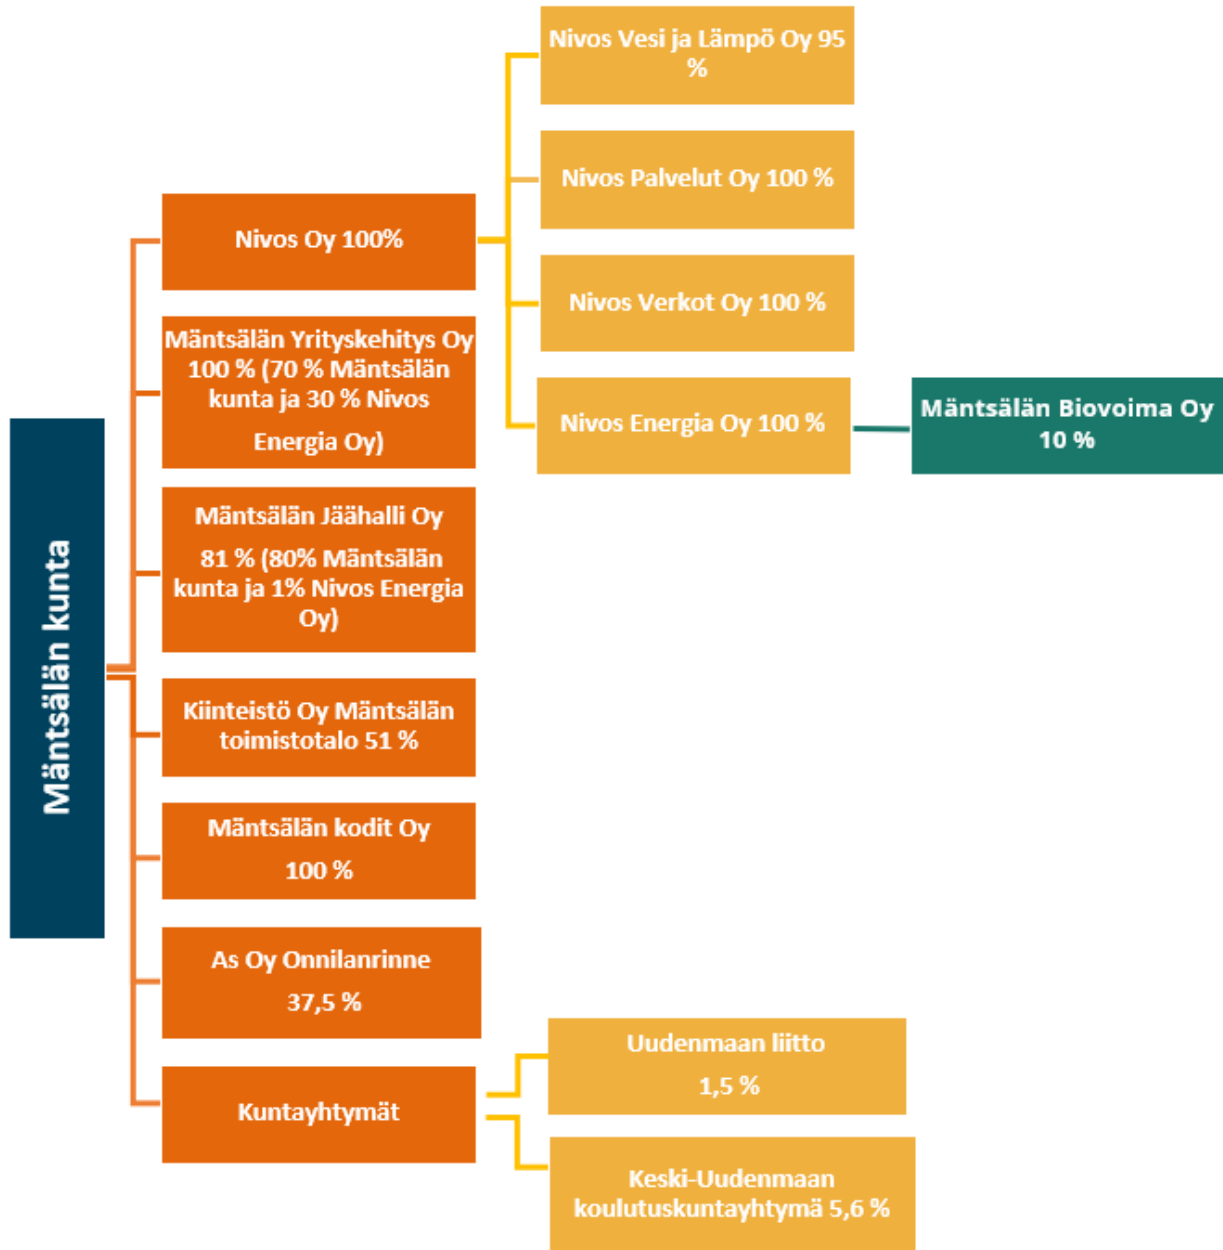 Mäntsälän kunta
Nivos Oy 100%
Mäntsälän Yrityskehitys Oy
100 % (70 % Mäntsälän
kunta ja 30 % Nivos
Energia Oy)
Mäntsälän Jäähalli Oy
81 % (80% Mäntsälän
kunta ja 1% Nivos Energia
Oy)
Kiinteistö Oy Mäntsälän
toimistotalo 51 %
Mäntsälän kodit Oy
100 %
As Oy Onnilanrinne
37,5 %
Kuntayhtymät
Nivos Vesi ja Lämpö Oy 95
%
Nivos Palvelut Oy 100 %
Nivos Verkot Oy 100 %
Nivos Energia Oy 100 %
Mäntsälän Biovoima Oy
10 %
Uudenmaan liitto
1,5 %
Keski-Uudenmaan
koulutuskuntayhtymä 5,6 %